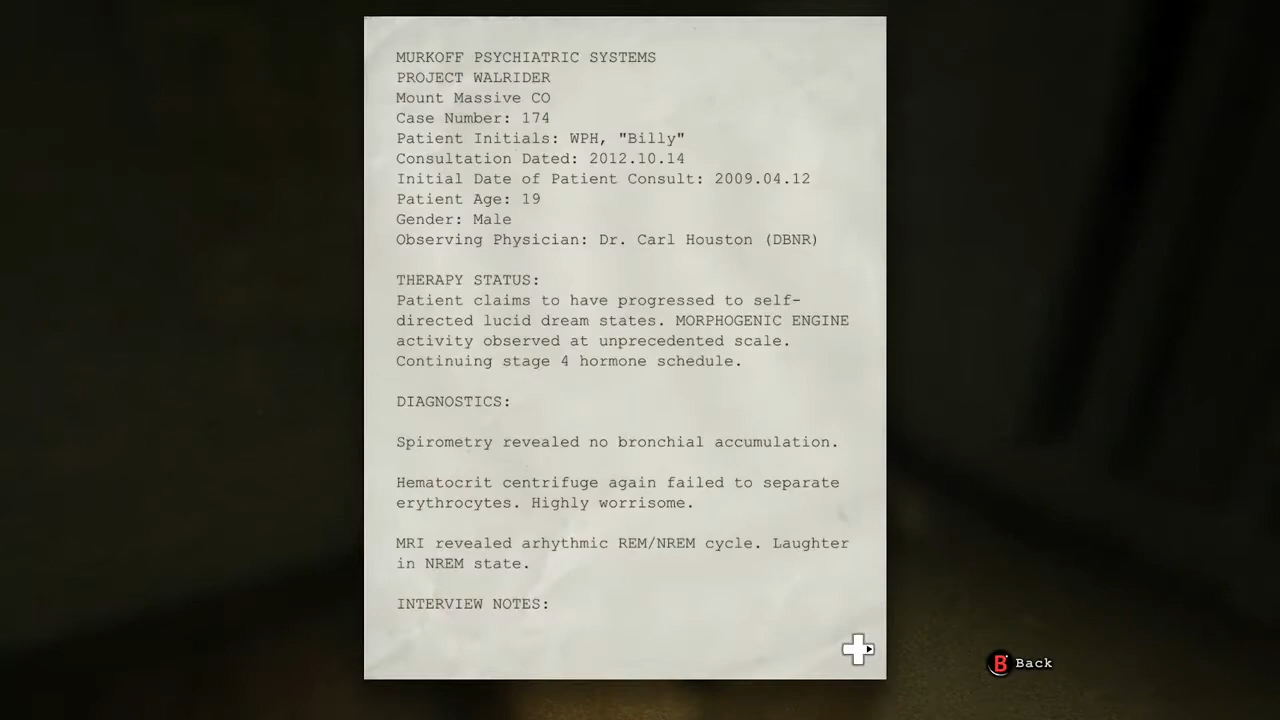 MURKOFF PSYCHIATRIC SYSTEMS
PROJECT WALRIDER
Mount Massive CO
Case Number: 174
Patient Initials: WPH, "Billy"
Consultation Dated: 2012.10.14
Initial Date of Patient Consult: 2009.04.12
Patient Age: 19
Gender: Male
Observing Physician: Dr. Carl Houston (DBNR)
THERAPY STATUS:
Patient claims to have progressed to self-
directed lucid dream states. MORPHOGENIC ENGINE
activity observed at unprecedented scale.
Continuing stage 4 hormone schedule.
DIAGNOSTICS:
Spirometry revealed no bronchial accumulation.
Hematocrit centrifuge again failed to separate
erythrocytes. Highly worrisome.
MRI revealed arhythmic REM/NREM cycle. Laughter
in NREM state.
INTERVIEW NOTES:
B Back